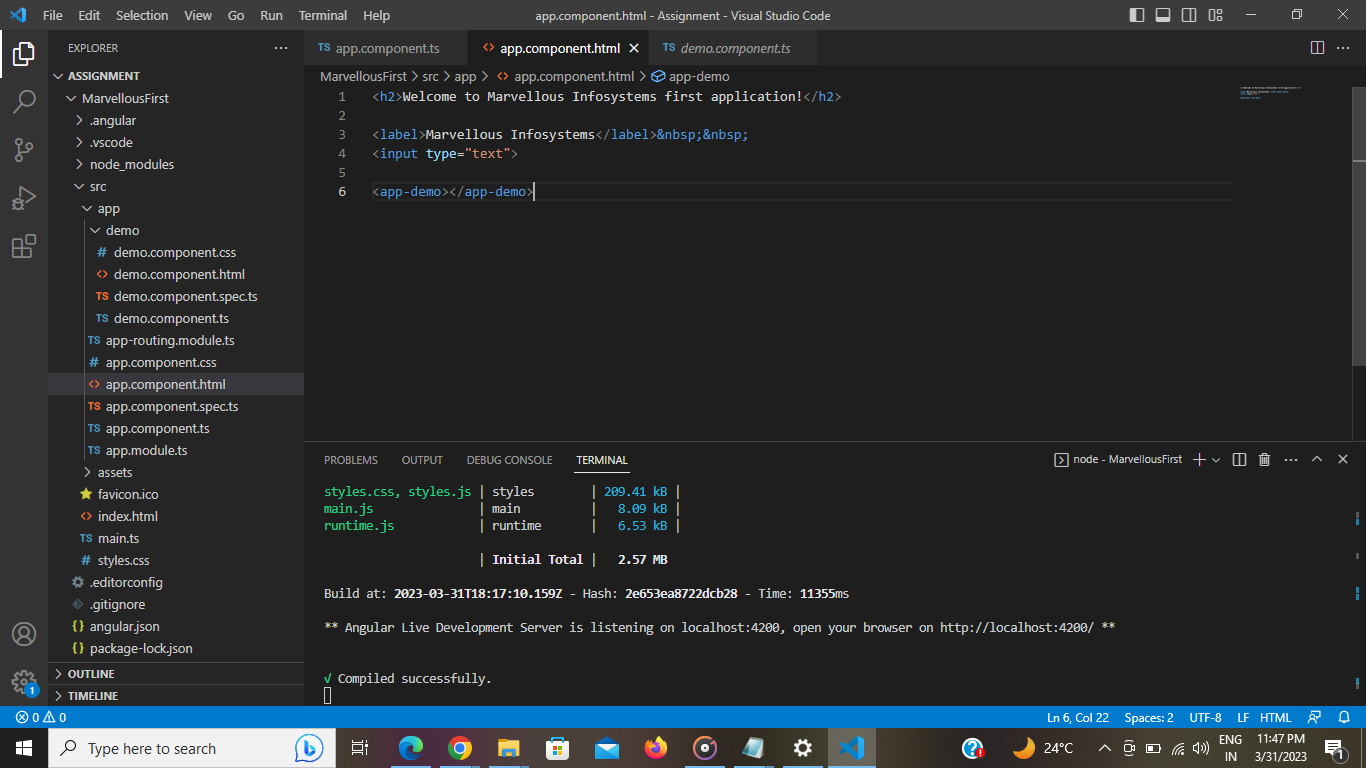 File Edit Selection View Go Run Terminal Help app.component.html - Assignment - Visual Studio Code
EXPLORER
ASSIGNMENT
MarvellousFirst
.angular
.vscode
node_modules
src
app
demo
# demo.component.css
<> demo.component.html
TS demo.component.spec.ts
TS demo.component.ts
TS app-routing.module.ts
# app.component.css
<> app.component.html
TS app.component.spec.ts
TS app.component.ts
TS app.module.ts
assets
favicon.ico
<> index.html
TS main.ts
# styles.css
.editorconfig
.gitignore
{} angular.json
{} package-lock.json
OUTLINE
TIMELINE
1
TS app.component.ts <> app.component.html TS demo.component.ts
MarvellousFirst > src > app > <> app.component.html > app-demo
1 <h2>Welcome to Marvellous Infosystems first application!</h2>
2
3 <label>Marvellous Infosystems</label>&nbsp;&nbsp;
4 <input type="text">
5
6 <app-demo></app-demo>
PROBLEMS OUTPUT DEBUG CONSOLE TERMINAL node - MarvellousFirst
styles.css, styles.js | styles | 209.41 kB |
main.js | main | 8.09 kB |
runtime.js | runtime | 6.53 kB |
| Initial Total | 2.57 MB
Build at: 2023-03-31T18:17:10.159Z - Hash: 2e653ea8722dcb28 - Time: 11355ms
** Angular Live Development Server is listening on localhost:4200, open your browser on http://localhost:4200/ **
√ Compiled successfully.
0 0 Ln 6, Col 22 Spaces: 2 UTF-8 LF HTML
Type here to search 24°C ENG IN 11:47 PM 3/31/2023 1